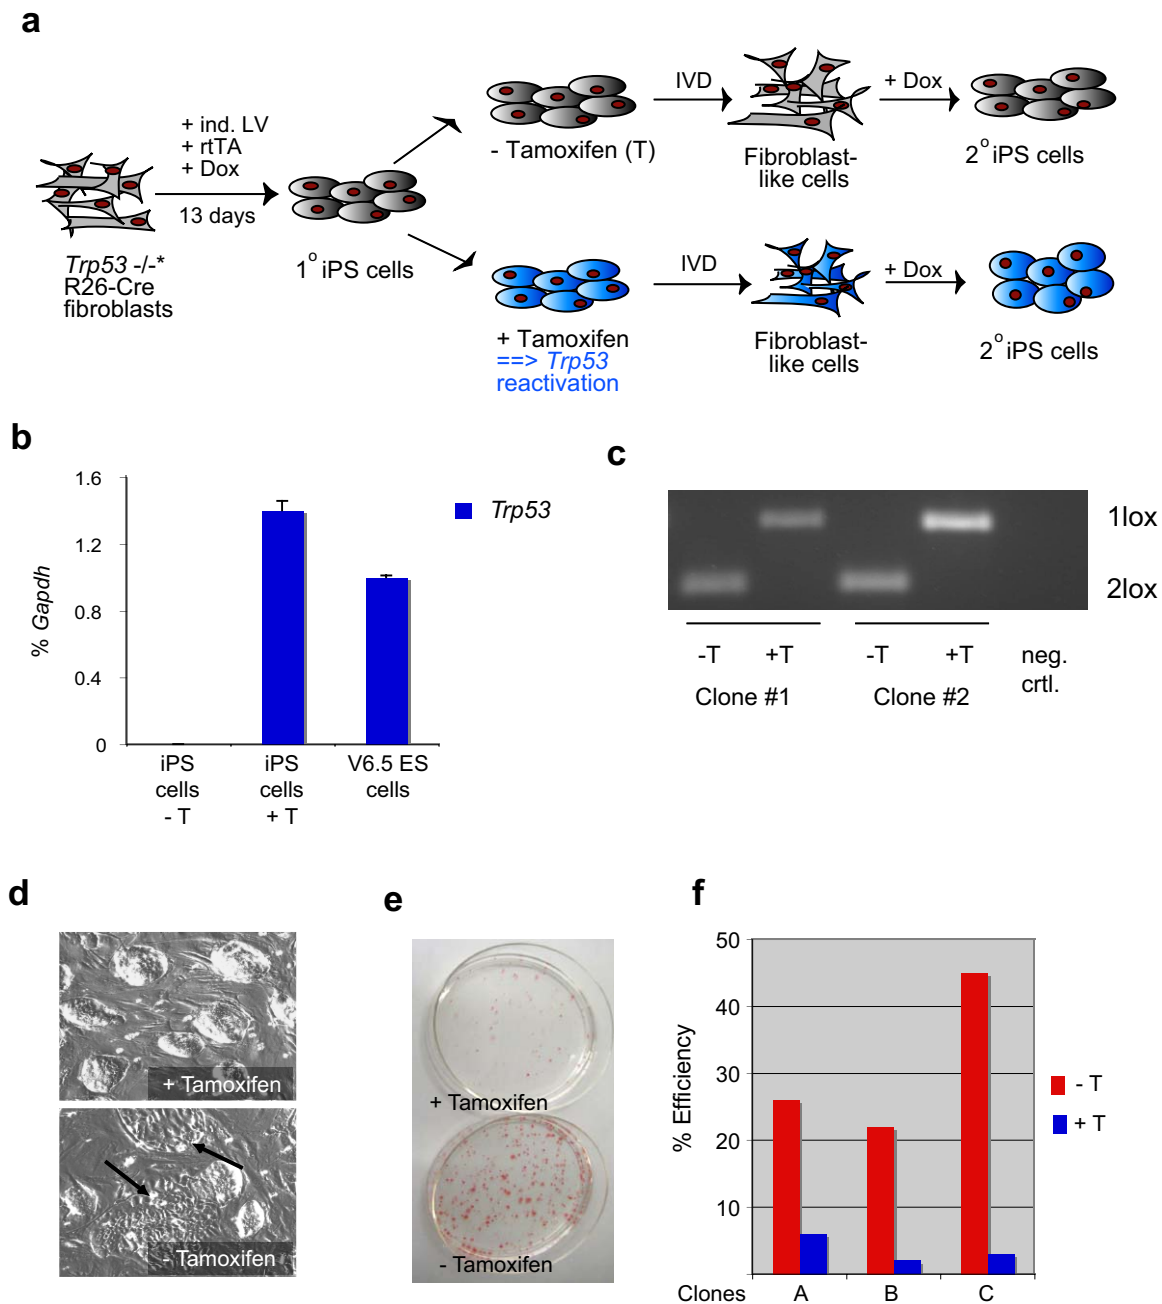 a
+ ind. LV
+ rtTA
+ Dox
13 days
Trp53 -/-*
R26-Cre
fibroblasts
1° iPS cells
- Tamoxifen (T)
IVD
Fibroblast-
like cells
+ Dox
2° iPS cells
+ Tamoxifen
==> Trp53
reactivation
IVD
Fibroblast-
like cells
+ Dox
2° iPS cells
b
1.6
1.2
0.8
0.4
0
% Gapdh
Trp53
iPS
cells
- T
iPS
cells
+ T
V6.5 ES
cells
c
1lox
2lox
-T
+T
-T
+T
neg.
crtl.
Clone #1
Clone #2
d
+ Tamoxifen
- Tamoxifen
e
+ Tamoxifen
- Tamoxifen
f
50
40
30
20
10
% Efficiency
- T
+ T
Clones
A
B
C